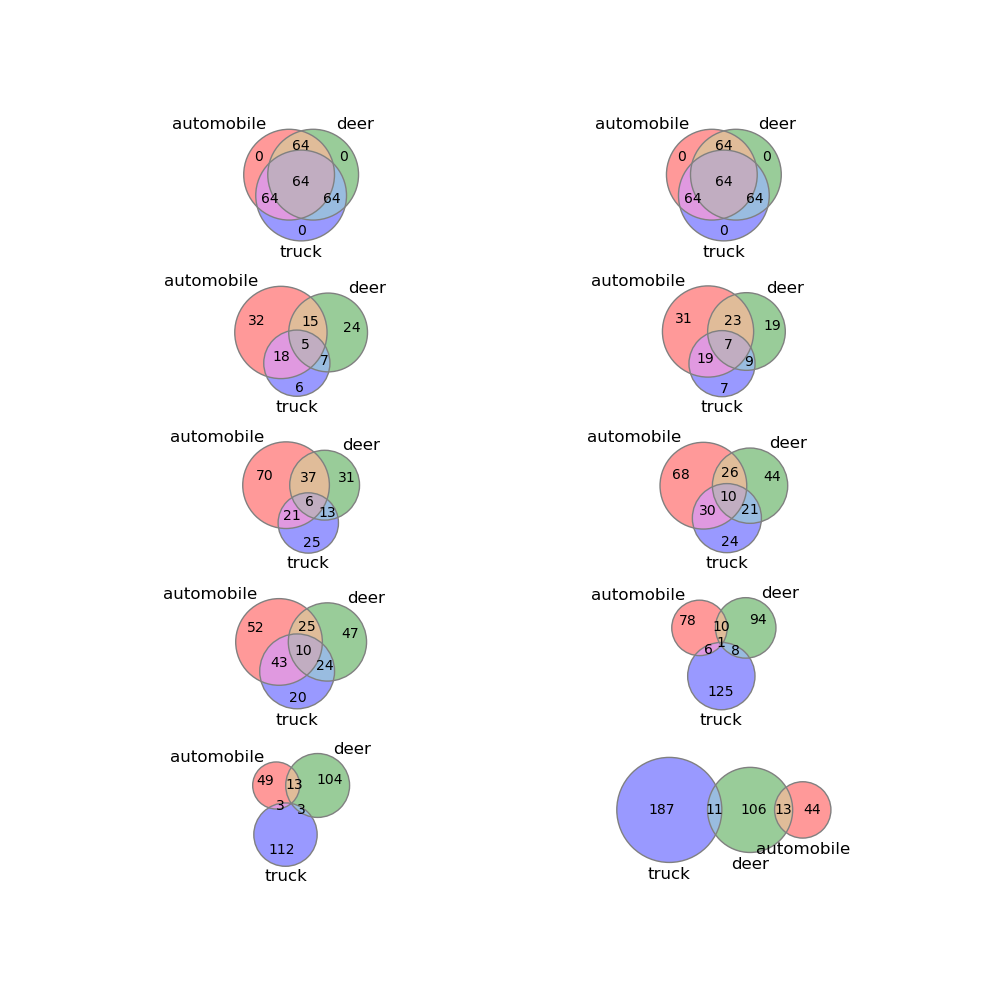 automobile deer
0 64 0
64
64 64
0
truck
automobile deer
0 64 0
64
64 64
0
truck
automobile deer
32 15 24
5
18 7
6
truck
automobile deer
31 23 19
7
19 9
7
truck
automobile deer
70 37 31
6
21 13
25
truck
automobile deer
68 26 44
10
30 21
24
truck
automobile deer
52 25 47
10
43 24
20
truck
automobile deer
78 10 94
1
6 8
125
truck
automobile deer
49 13 104
3 3
112
truck
187 11 106 13 44
automobile
deer
truck